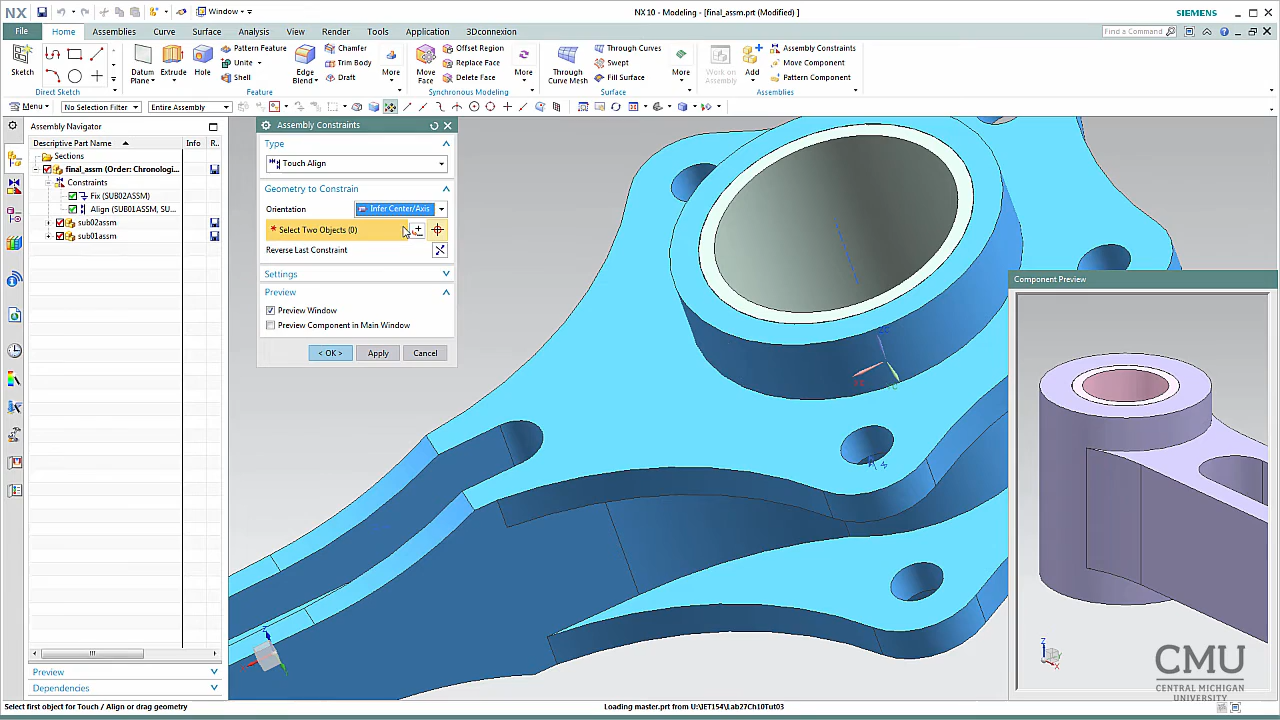 NX
Window
NX 10 - Modeling - [final_assm.prt (Modified) ]
SIEMENS
File Home Assemblies Curve Surface Analysis View Render Tools Application 3Dconnexion
Find a Command
Sketch
Direct Sketch
Datum Plane
Extrude
Hole
Pattern Feature
Unite
Shell
Edge Blend
Chamfer
Trim Body
Draft
More
Feature
Move Face
Offset Region
Replace Face
Delete Face
More
Synchronous Modeling
Through Curve Mesh
Through Curves
Swept
Fill Surface
More
Surface
Work on Assembly
Add
Assembly Constraints
Move Component
Pattern Component
Assemblies
Menu
No Selection Filter
Entire Assembly
Assembly Navigator
Descriptive Part Name Info R..
Sections
final_assm (Order: Chronologi...
Constraints
Fix (SUB02ASSM)
Align (SUB01ASSM, SU...
sub02assm
sub01assm
Preview
Dependencies
Assembly Constraints
Type
Touch Align
Geometry to Constrain
Orientation Infer Center/Axis
* Select Two Objects (0)
Reverse Last Constraint
Settings
Preview
Preview Window
Preview Component in Main Window
< OK > Apply Cancel
Component Preview
CMU
CENTRAL MICHIGAN
UNIVERSITY
Select first object for Touch / Align or drag geometry
Loading master.prt from U:\JET154\Lab27Ch10Tut03